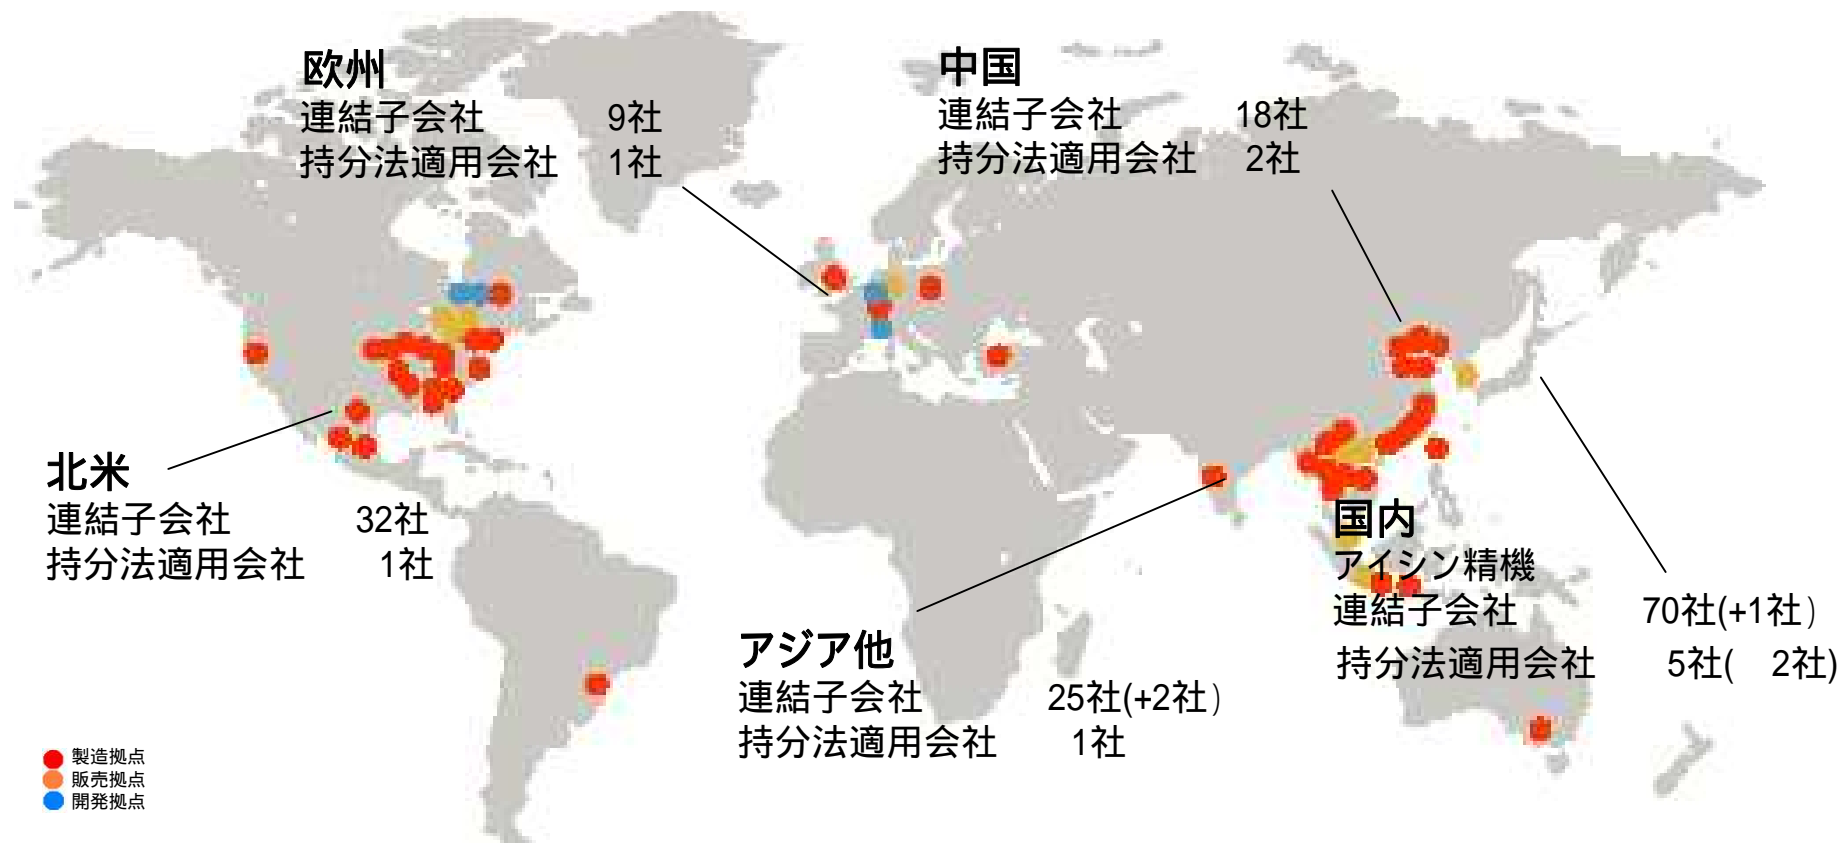 欧州
連結子会社 9社
持分法適用会社 1社
中国
連結子会社 18社
持分法適用会社 2社
北米
連結子会社 32社
持分法適用会社 1社
国内
アイシン精機
連結子会社 70社(+1社)
持分法適用会社 5社( 2社)
アジア他
連結子会社 25社(+2社)
持分法適用会社 1社
製造拠点
販売拠点
開発拠点